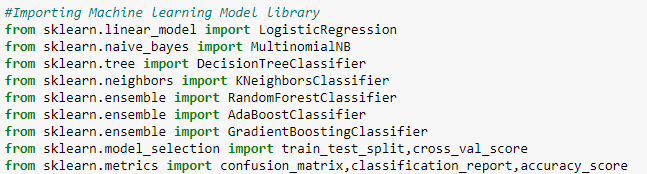 #Importing Machine learning Model library
from sklearn.linear_model import LogisticRegression
from sklearn.naive_bayes import MultinomialNB
from sklearn.tree import DecisionTreeClassifier
from sklearn.neighbors import KNeighborsClassifier
from sklearn.ensemble import RandomForestClassifier
from sklearn.ensemble import AdaBoostClassifier
from sklearn.ensemble import GradientBoostingClassifier
from sklearn.model_selection import train_test_split,cross_val_score
from sklearn.metrics import confusion_matrix,classification_report,accuracy_score